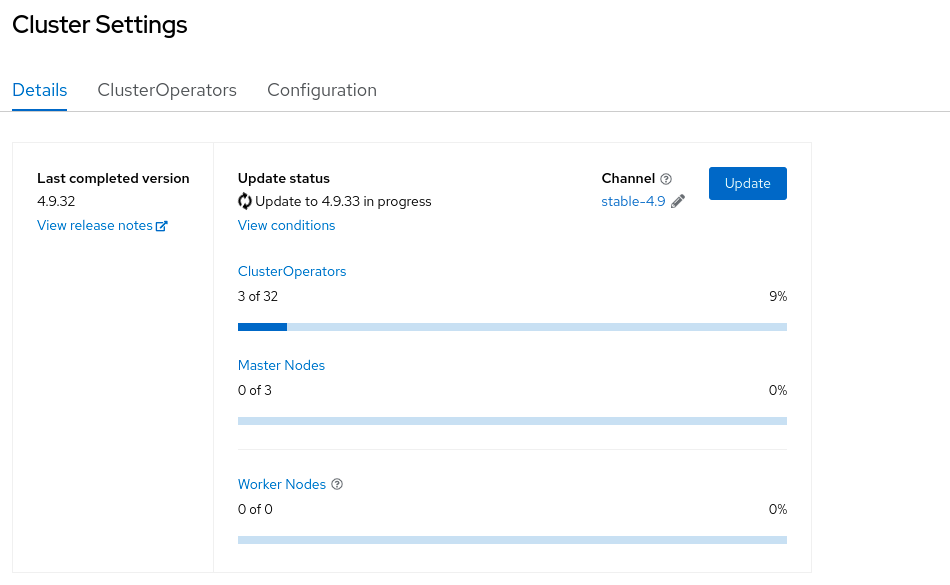 Cluster Settings
Details ClusterOperators Configuration
Last completed version
4.9.32
View release notes
Update status
Update to 4.9.33 in progress
View conditions
Channel
stable-4.9
Update
ClusterOperators
3 of 32 9%
Master Nodes
0 of 3 0%
Worker Nodes
0 of 0 0%